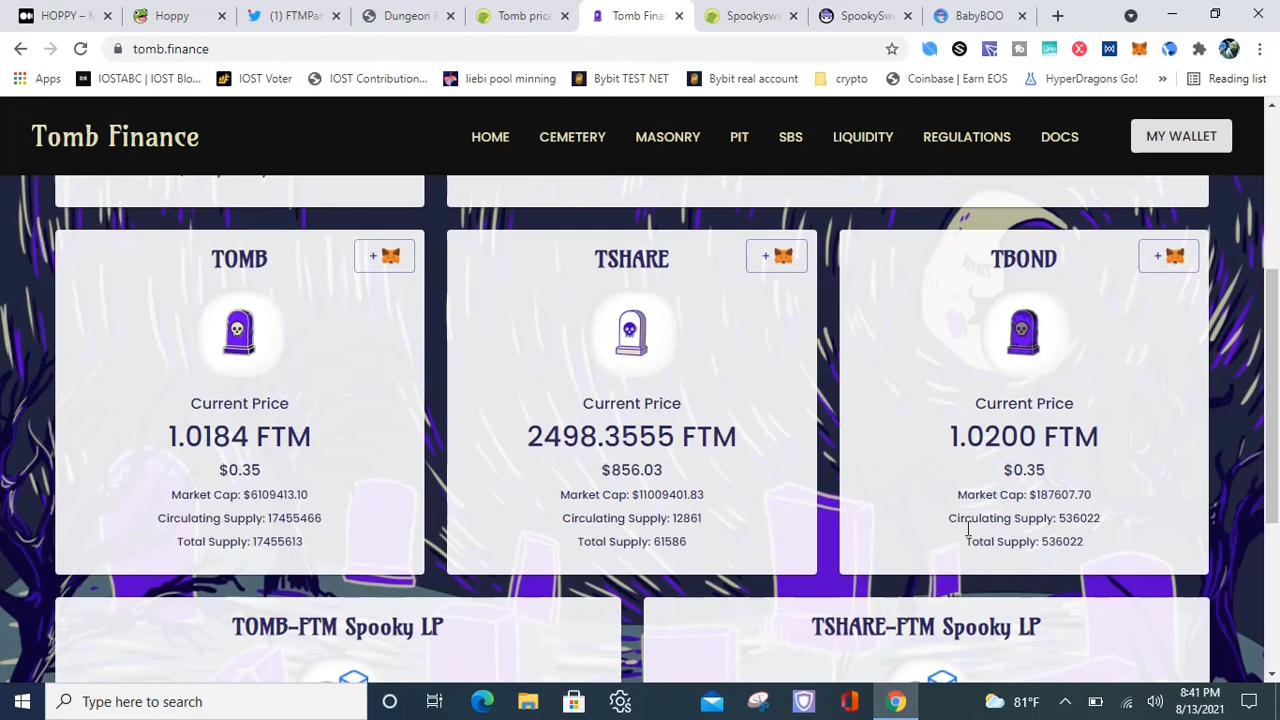 HOPPY – M
Hoppy
(1) FTMPad
Dungeon
Tomb price
Tomb Finan
Spookyswa
SpookySwa
BabyBOO
tomb.finance
Apps
IOSTABC | IOST Blo...
IOST Voter
IOST Contribution...
liebi pool minning
Bybit TEST NET
Bybit real account
crypto
Coinbase | Earn EOS
HyperDragons Go!
»
Reading list
Tomb Finance
HOME
CEMETERY
MASONRY
PIT
SBS
LIQUIDITY
REGULATIONS
DOCS
MY WALLET
TOMB
+
Current Price
1.0184 FTM
$0.35
Market Cap: $6109413.10
Circulating Supply: 17455466
Total Supply: 17455613
TSHARE
+
Current Price
2498.3555 FTM
$856.03
Market Cap: $11009401.83
Circulating Supply: 12861
Total Supply: 61586
TBOND
+
Current Price
1.0200 FTM
$0.35
Market Cap: $187607.70
Circulating Supply: 536022
Total Supply: 536022
TOMB-FTM Spooky LP
TSHARE-FTM Spooky LP
Type here to search
81°F
8:41 PM
8/13/2021